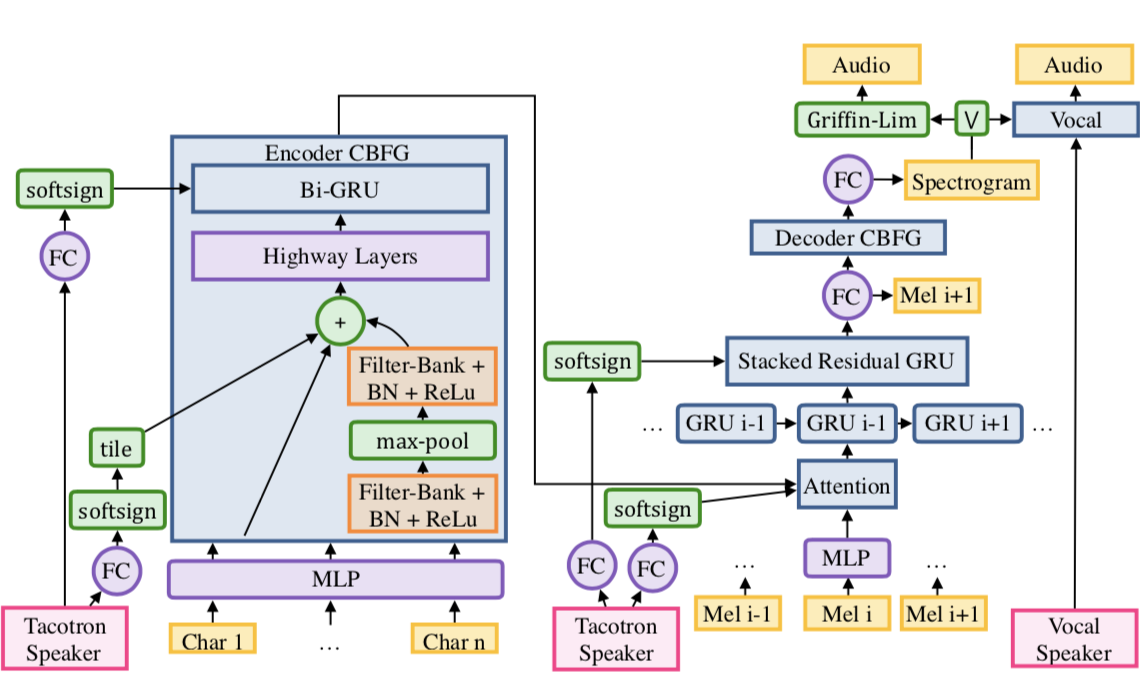 Audio
Audio
Griffin-Lim
V
Vocal
FC
Spectrogram
Decoder CBFG
FC
Mel i+1
softsign
Stacked Residual GRU
...
GRU i-1
GRU i-1
GRU i+1
...
Attention
softsign
FC
FC
MLP
...
...
Mel i-1
Mel i
Mel i+1
Tacotron
Speaker
Vocal
Speaker
Encoder CBFG
Bi-GRU
softsign
FC
Highway Layers
+
Filter-Bank +
BN + ReLu
max-pool
Filter-Bank +
BN + ReLu
tile
softsign
FC
MLP
Tacotron
Speaker
Char 1
...
Char n